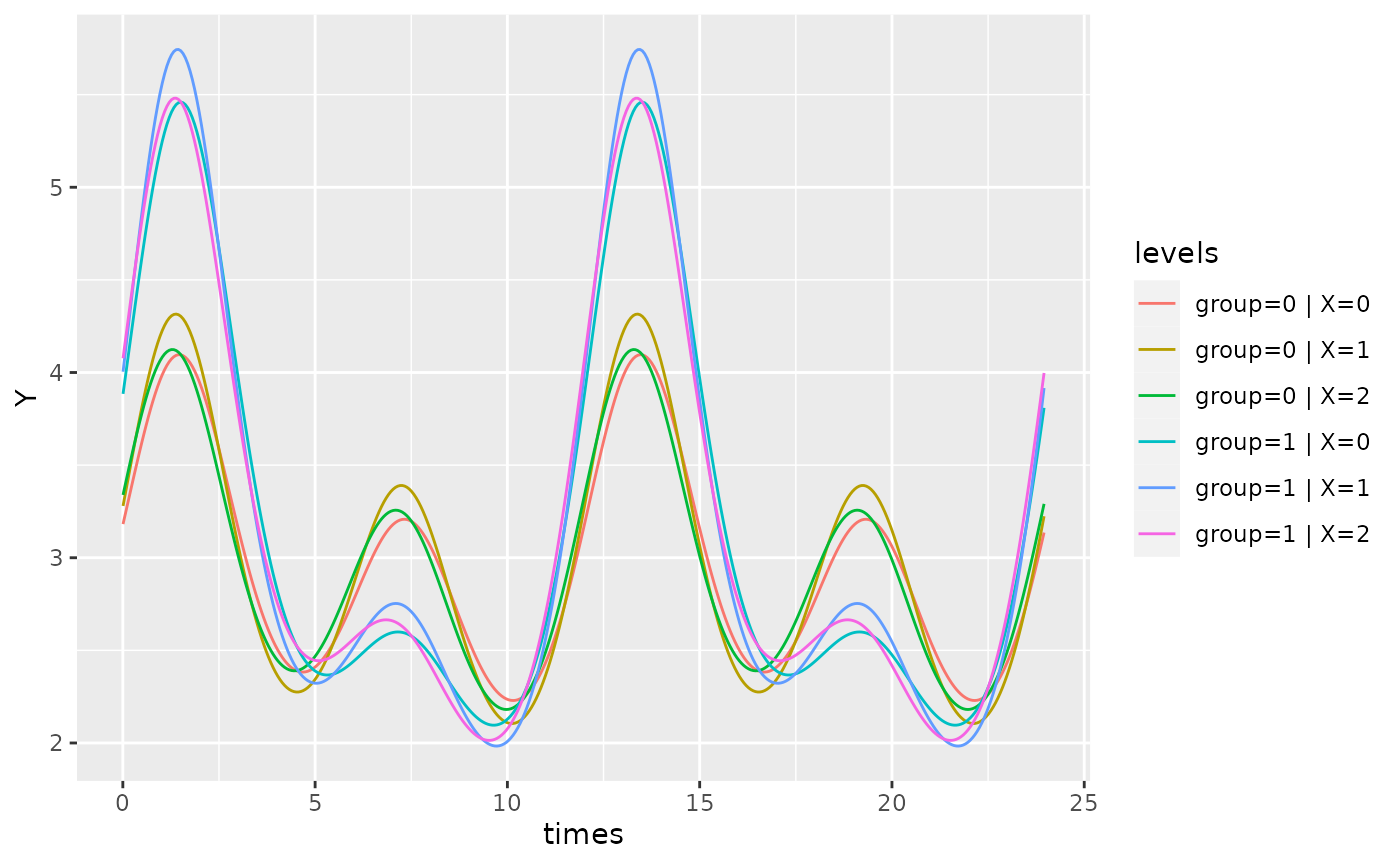 5
4
3
2
Y
0
5
10
15
20
25
times
levels
group=0 | X=0
group=0 | X=1
group=0 | X=2
group=1 | X=0
group=1 | X=1
group=1 | X=2